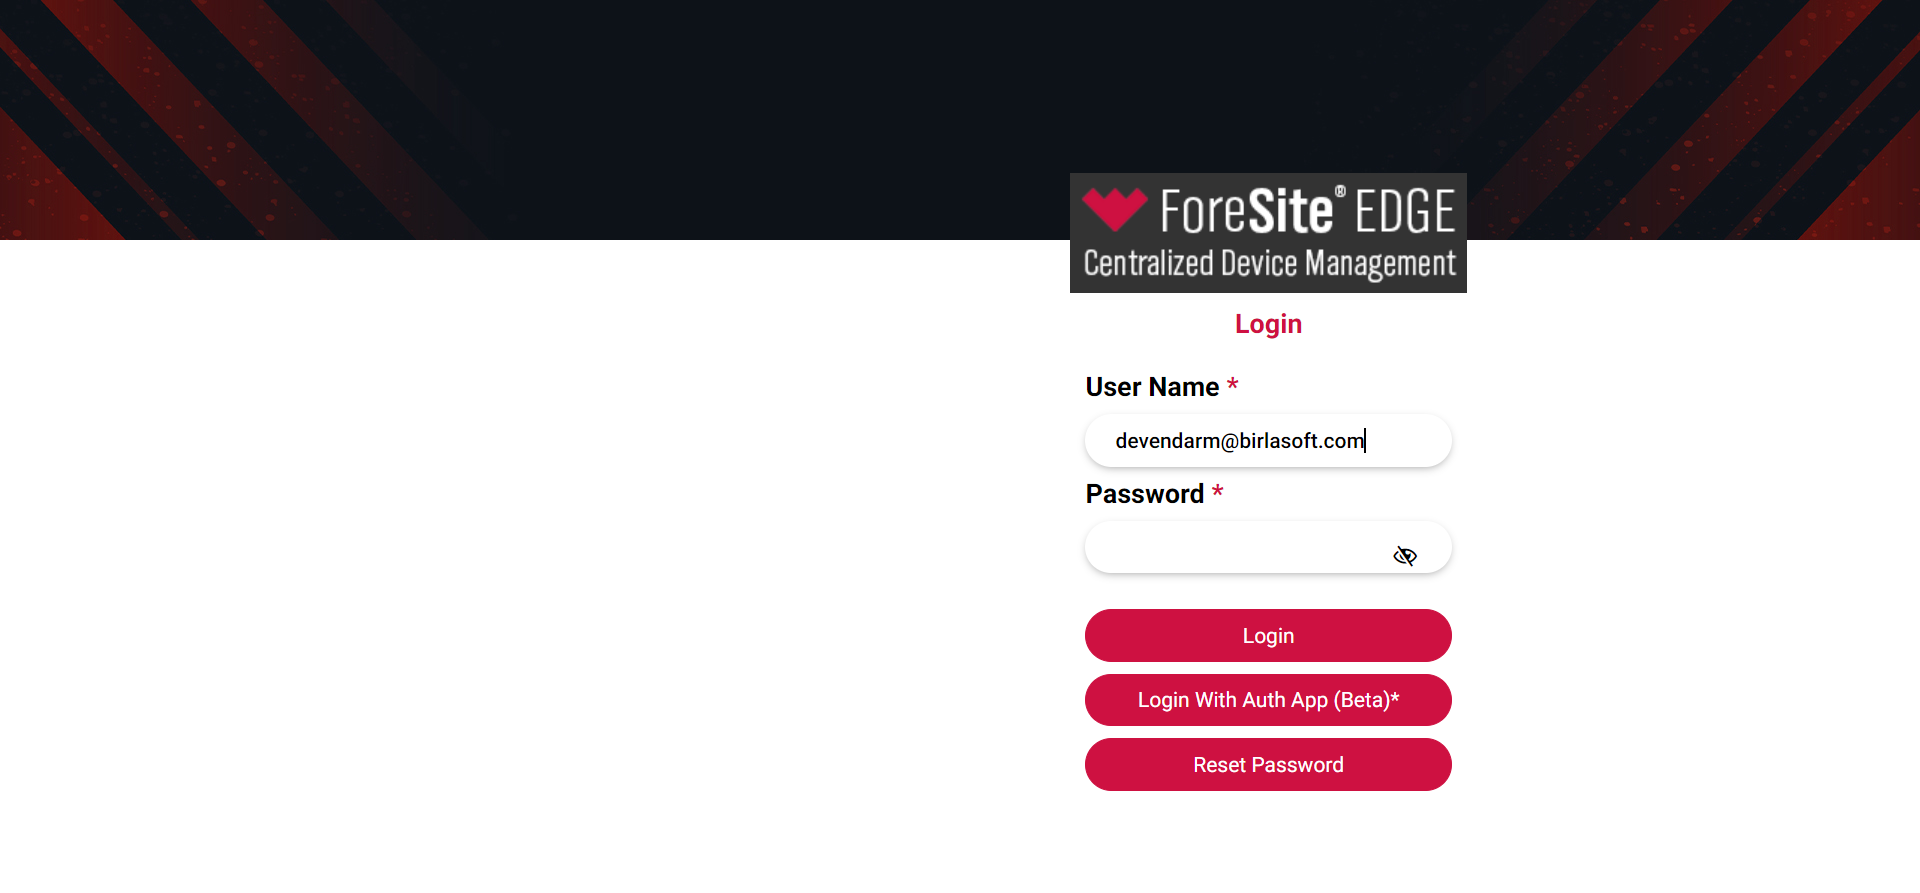 ForeSite® EDGE
Centralized Device Management
Login
User Name *
devendarm@birlasoft.com
Password *
Login
Login With Auth App (Beta)*
Reset Password